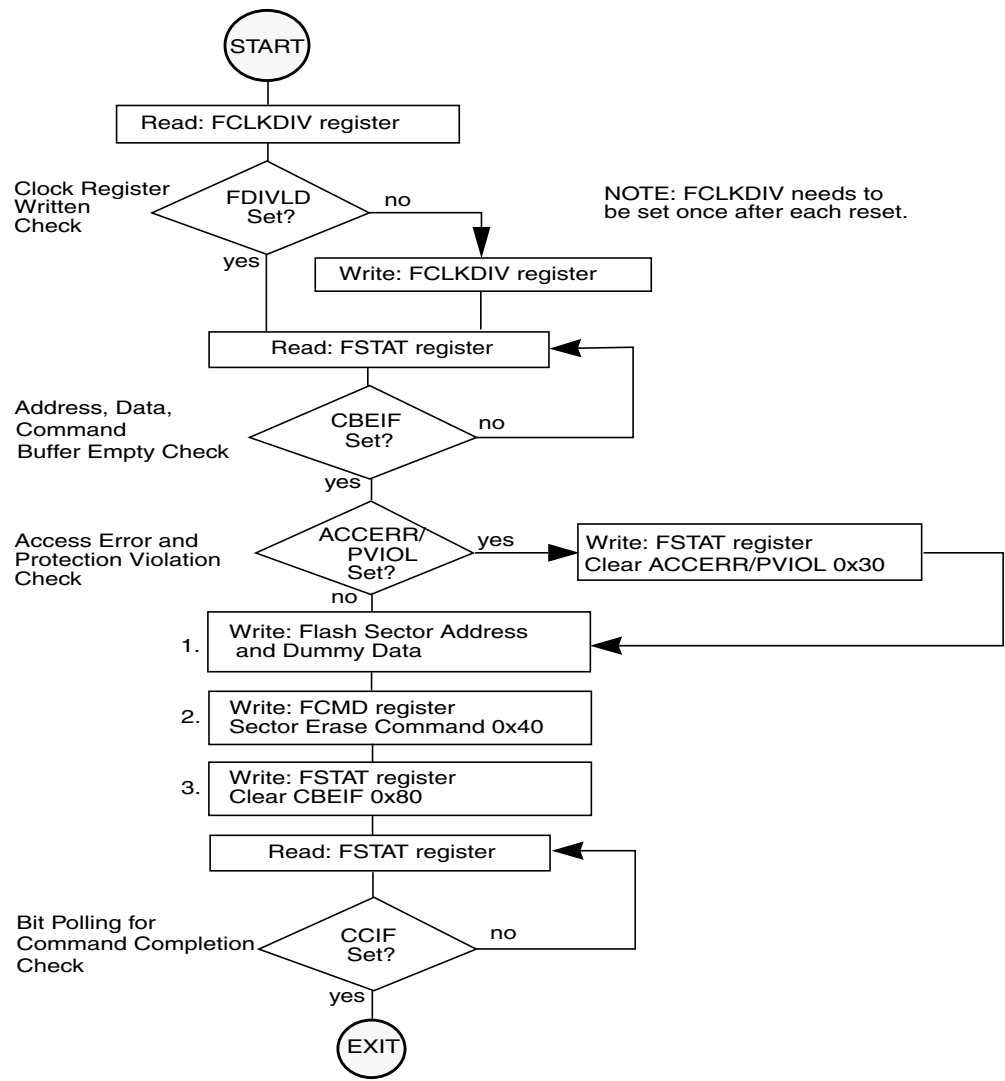 START
Read: FCLKDIV register
Clock Register
Written
Check
FDIVLD
Set?
no
NOTE: FCLKDIV needs to
be set once after each reset.
yes
Write: FCLKDIV register
Read: FSTAT register
Address, Data,
Command
Buffer Empty Check
CBEIF
Set?
no
yes
Access Error and
Protection Violation
Check
ACCERR/
PVIOL
Set?
yes
Write: FSTAT register
Clear ACCERR/PVIOL 0x30
no
1.
Write: Flash Sector Address
and Dummy Data
2.
Write: FCMD register
Sector Erase Command 0x40
3.
Write: FSTAT register
Clear CBEIF 0x80
Read: FSTAT register
Bit Polling for
Command Completion
Check
CCIF
Set?
no
yes
EXIT